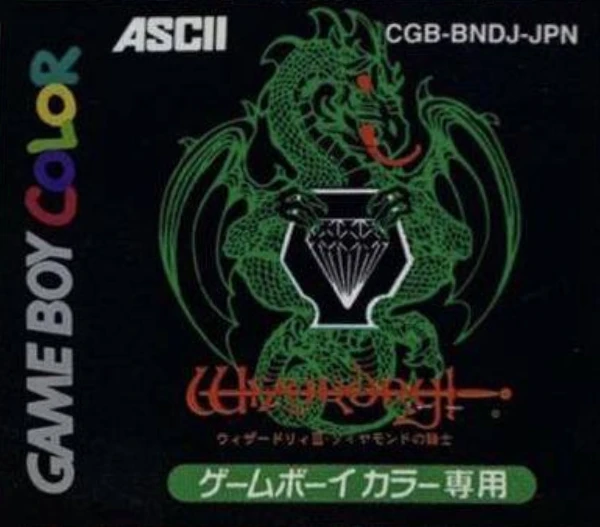 ASCII
CGB-BNDJ-JPN
GAME BOY COLOR
Wizardry
ウィザードリィⅡ・ダイヤモンドの騎士
ゲームボーイ カラー専用